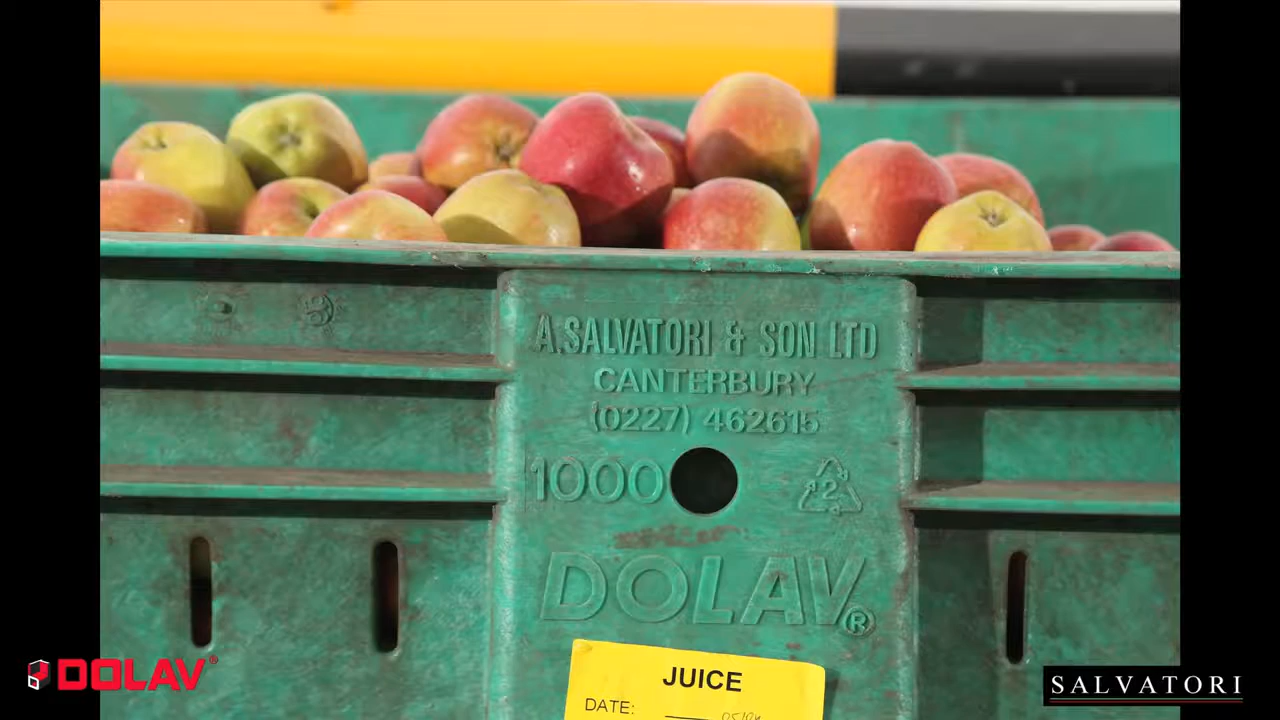 A.SALVATORI & SON LTD
CANTERBURY
(0227) 462615
1000
2
DOLAV®
JUICE
DATE:
DOLAV®
SALVATORI